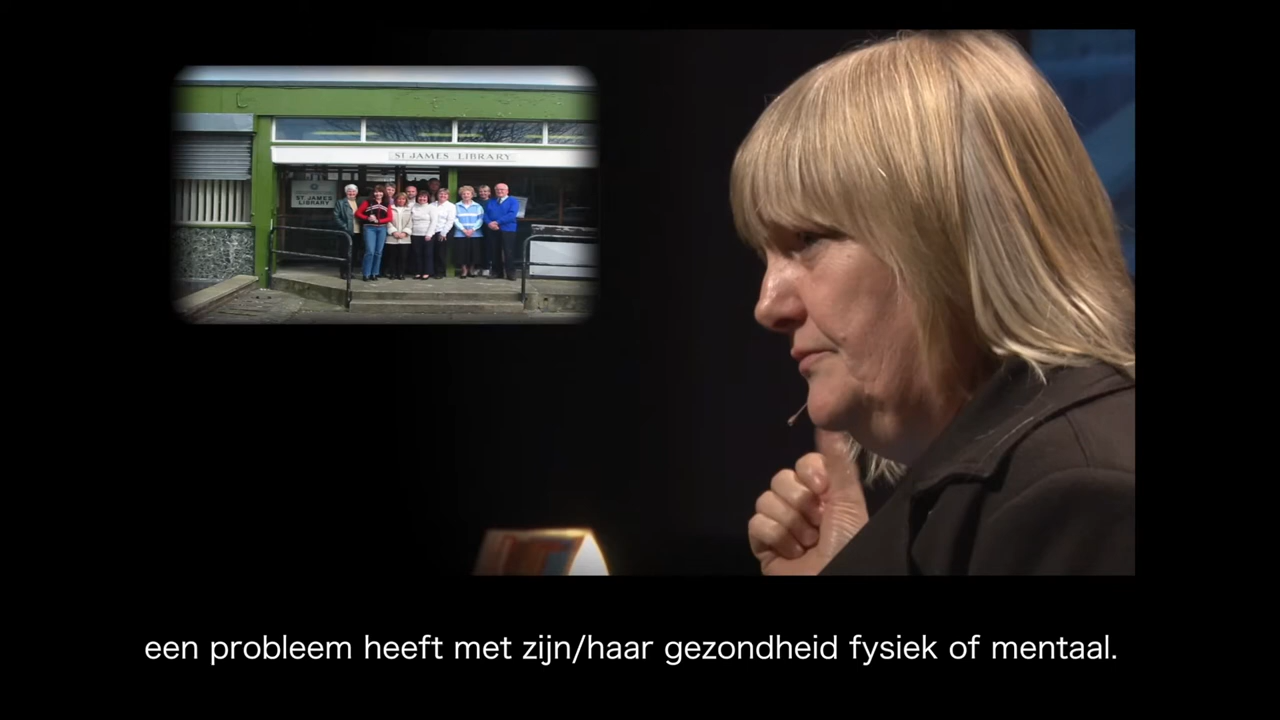 ST JAMES LIBRARY
ST JAMES
LIBRARY
een probleem heeft met zijn/haar gezondheid fysiek of mentaal.